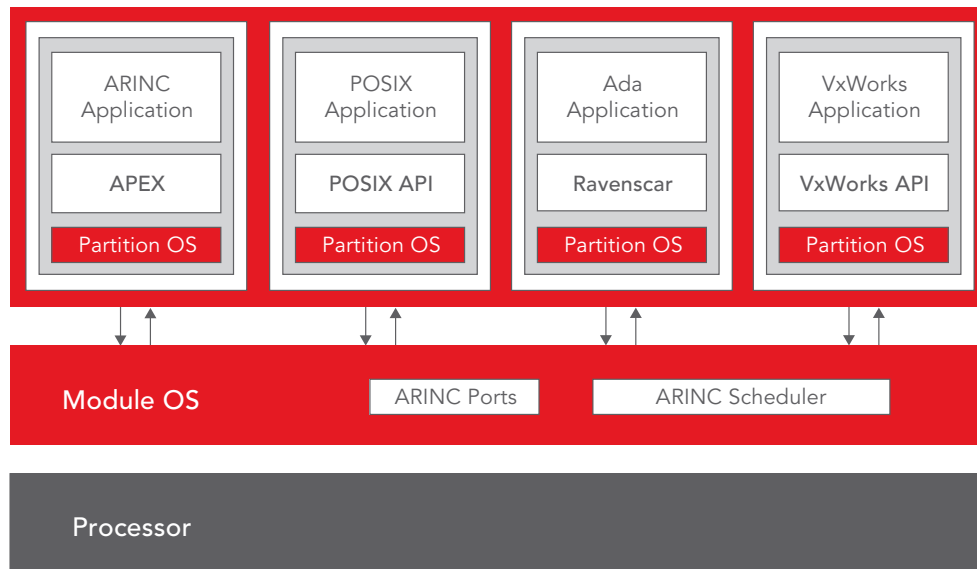 ARINC
Application
APEX
Partition OS
POSIX
Application
POSIX API
Partition OS
Ada
Application
Ravenscar
Partition OS
VxWorks
Application
VxWorks API
Partition OS
Module OS
ARINC Ports
ARINC Scheduler
Processor